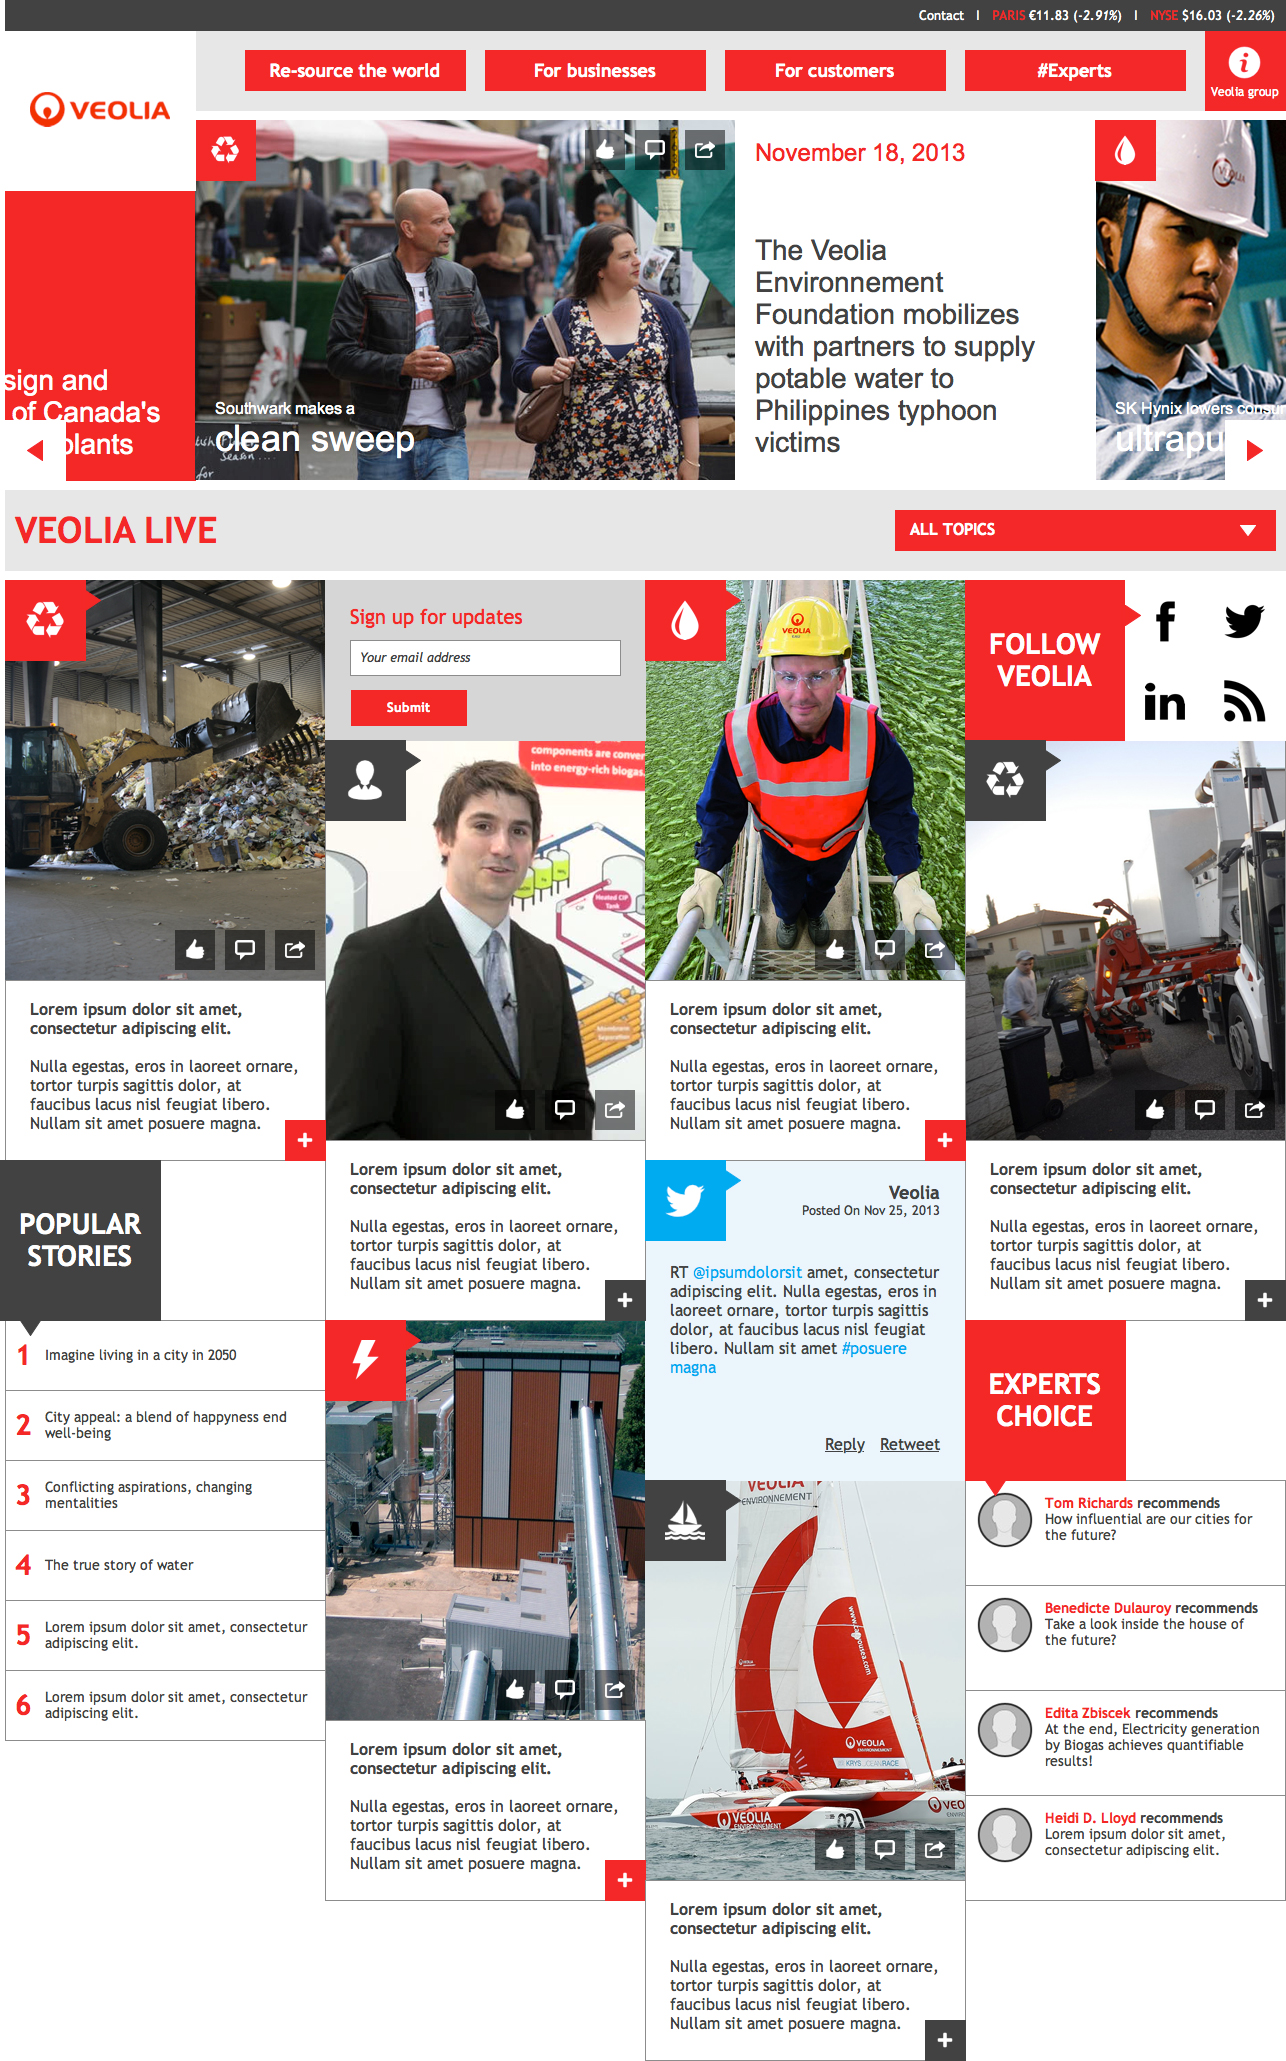 Contact I PARIS €11.83 (-2.91%) I NYSE $16.03 (-2.26%)
VEOLIA
Re-source the world
For businesses
For customers
#Experts
Veolia group
sign and
of Canada's
plants
Southwark makes a
clean sweep
November 18, 2013
The Veolia
Environnement
Foundation mobilizes
with partners to supply
potable water to
Philippines typhoon
victims
SK Hynix lowers consur
ultrapu
VEOLIA LIVE
ALL TOPICS
Lorem ipsum dolor sit amet,
consectetur adipiscing elit.
Nulla egestas, eros in laoreet ornare,
tortor turpis sagittis dolor, at
faucibus lacus nisl feugiat libero.
Nullam sit amet posuere magna.
+
Sign up for updates
Your email address
Submit
components are conver
into energy-rich biogas
Heated CIP
Tank
CIP
Membrane
Separation
Lorem ipsum dolor sit amet,
consectetur adipiscing elit.
Nulla egestas, eros in laoreet ornare,
tortor turpis sagittis dolor, at
faucibus lacus nisl feugiat libero.
Nullam sit amet posuere magna.
+
VEOLIA
Lorem ipsum dolor sit amet,
consectetur adipiscing elit.
Nulla egestas, eros in laoreet ornare,
tortor turpis sagittis dolor, at
faucibus lacus nisl feugiat libero.
Nullam sit amet posuere magna.
+
FOLLOW
VEOLIA
Lorem ipsum dolor sit amet,
consectetur adipiscing elit.
Nulla egestas, eros in laoreet ornare,
tortor turpis sagittis dolor, at
faucibus lacus nisl feugiat libero.
Nullam sit amet posuere magna.
+
POPULAR
STORIES
1 Imagine living in a city in 2050
2 City appeal: a blend of happyness end
well-being
3 Conflicting aspirations, changing
mentalities
4 The true story of water
5 Lorem ipsum dolor sit amet, consectetur
adipiscing elit.
6 Lorem ipsum dolor sit amet, consectetur
adipiscing elit.
Lorem ipsum dolor sit amet,
consectetur adipiscing elit.
Nulla egestas, eros in laoreet ornare,
tortor turpis sagittis dolor, at
faucibus lacus nisl feugiat libero.
Nullam sit amet posuere magna.
+
Veolia
Posted On Nov 25, 2013
RT @ipsumdolorsit amet, consectetur
adipiscing elit. Nulla egestas, eros in
laoreet ornare, tortor turpis sagittis
dolor, at faucibus lacus nisl feugiat
libero. Nullam sit amet #posuere
magna
Reply Retweet
VEOLIA
ENVIRONNEMENT
VEOLIA
ENVIRONNEMENT
KRYS OCEAN RACE
VEOLIA
ENVIRONNEMENT
02
VEO
Lorem ipsum dolor sit amet,
consectetur adipiscing elit.
Nulla egestas, eros in laoreet ornare,
tortor turpis sagittis dolor, at
faucibus lacus nisl feugiat libero.
Nullam sit amet posuere magna.
+
EXPERTS
CHOICE
Tom Richards recommends
How influential are our cities for
the future?
Benedicte Dulauroy recommends
Take a look inside the house of
the future?
Edita Zbiscek recommends
At the end, Electricity generation
by Biogas achieves quantifiable
results!
Heidi D. Lloyd recommends
Lorem ipsum dolor sit amet,
consectetur adipiscing elit.